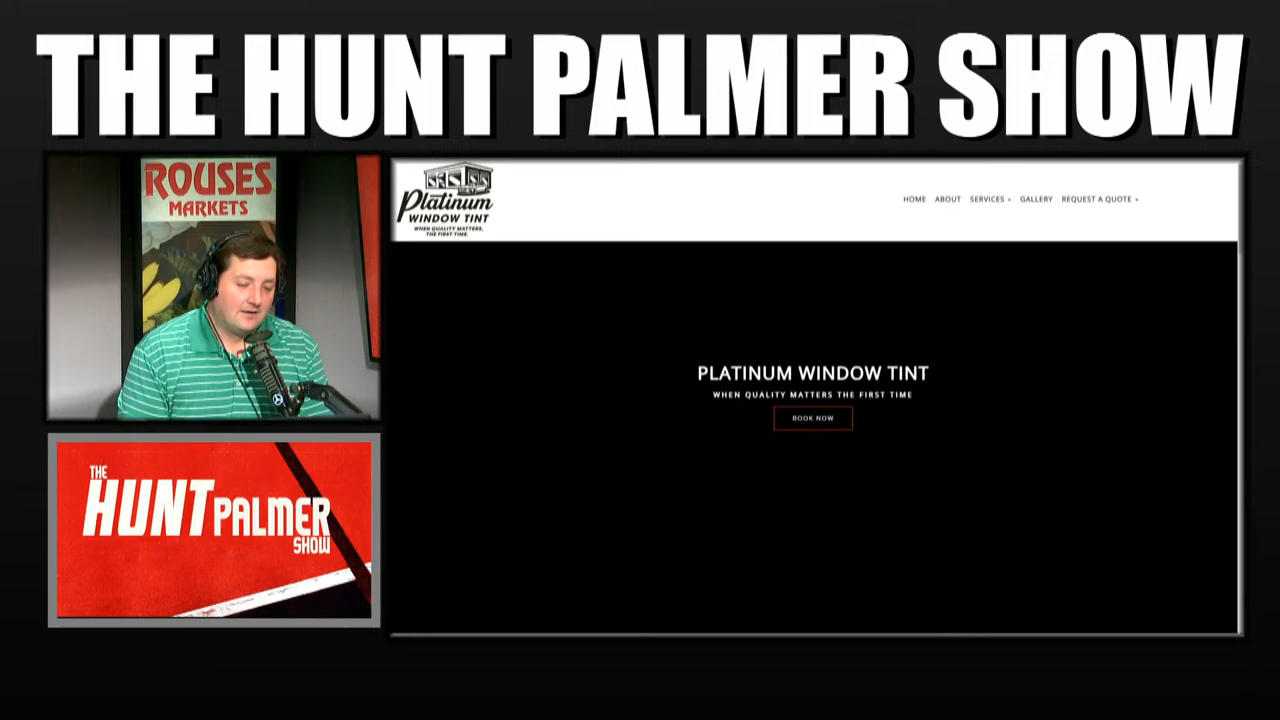 THE HUNT PALMER SHOW
ROUSES
MARKETS
Platinum
WINDOW TINT
WHEN QUALITY MATTERS,
THE FIRST TIME.
HOME ABOUT SERVICES GALLERY REQUEST A QUOTE
PLATINUM WINDOW TINT
WHEN QUALITY MATTERS THE FIRST TIME
BOOK NOW
THE
HUNT PALMER
SHOW